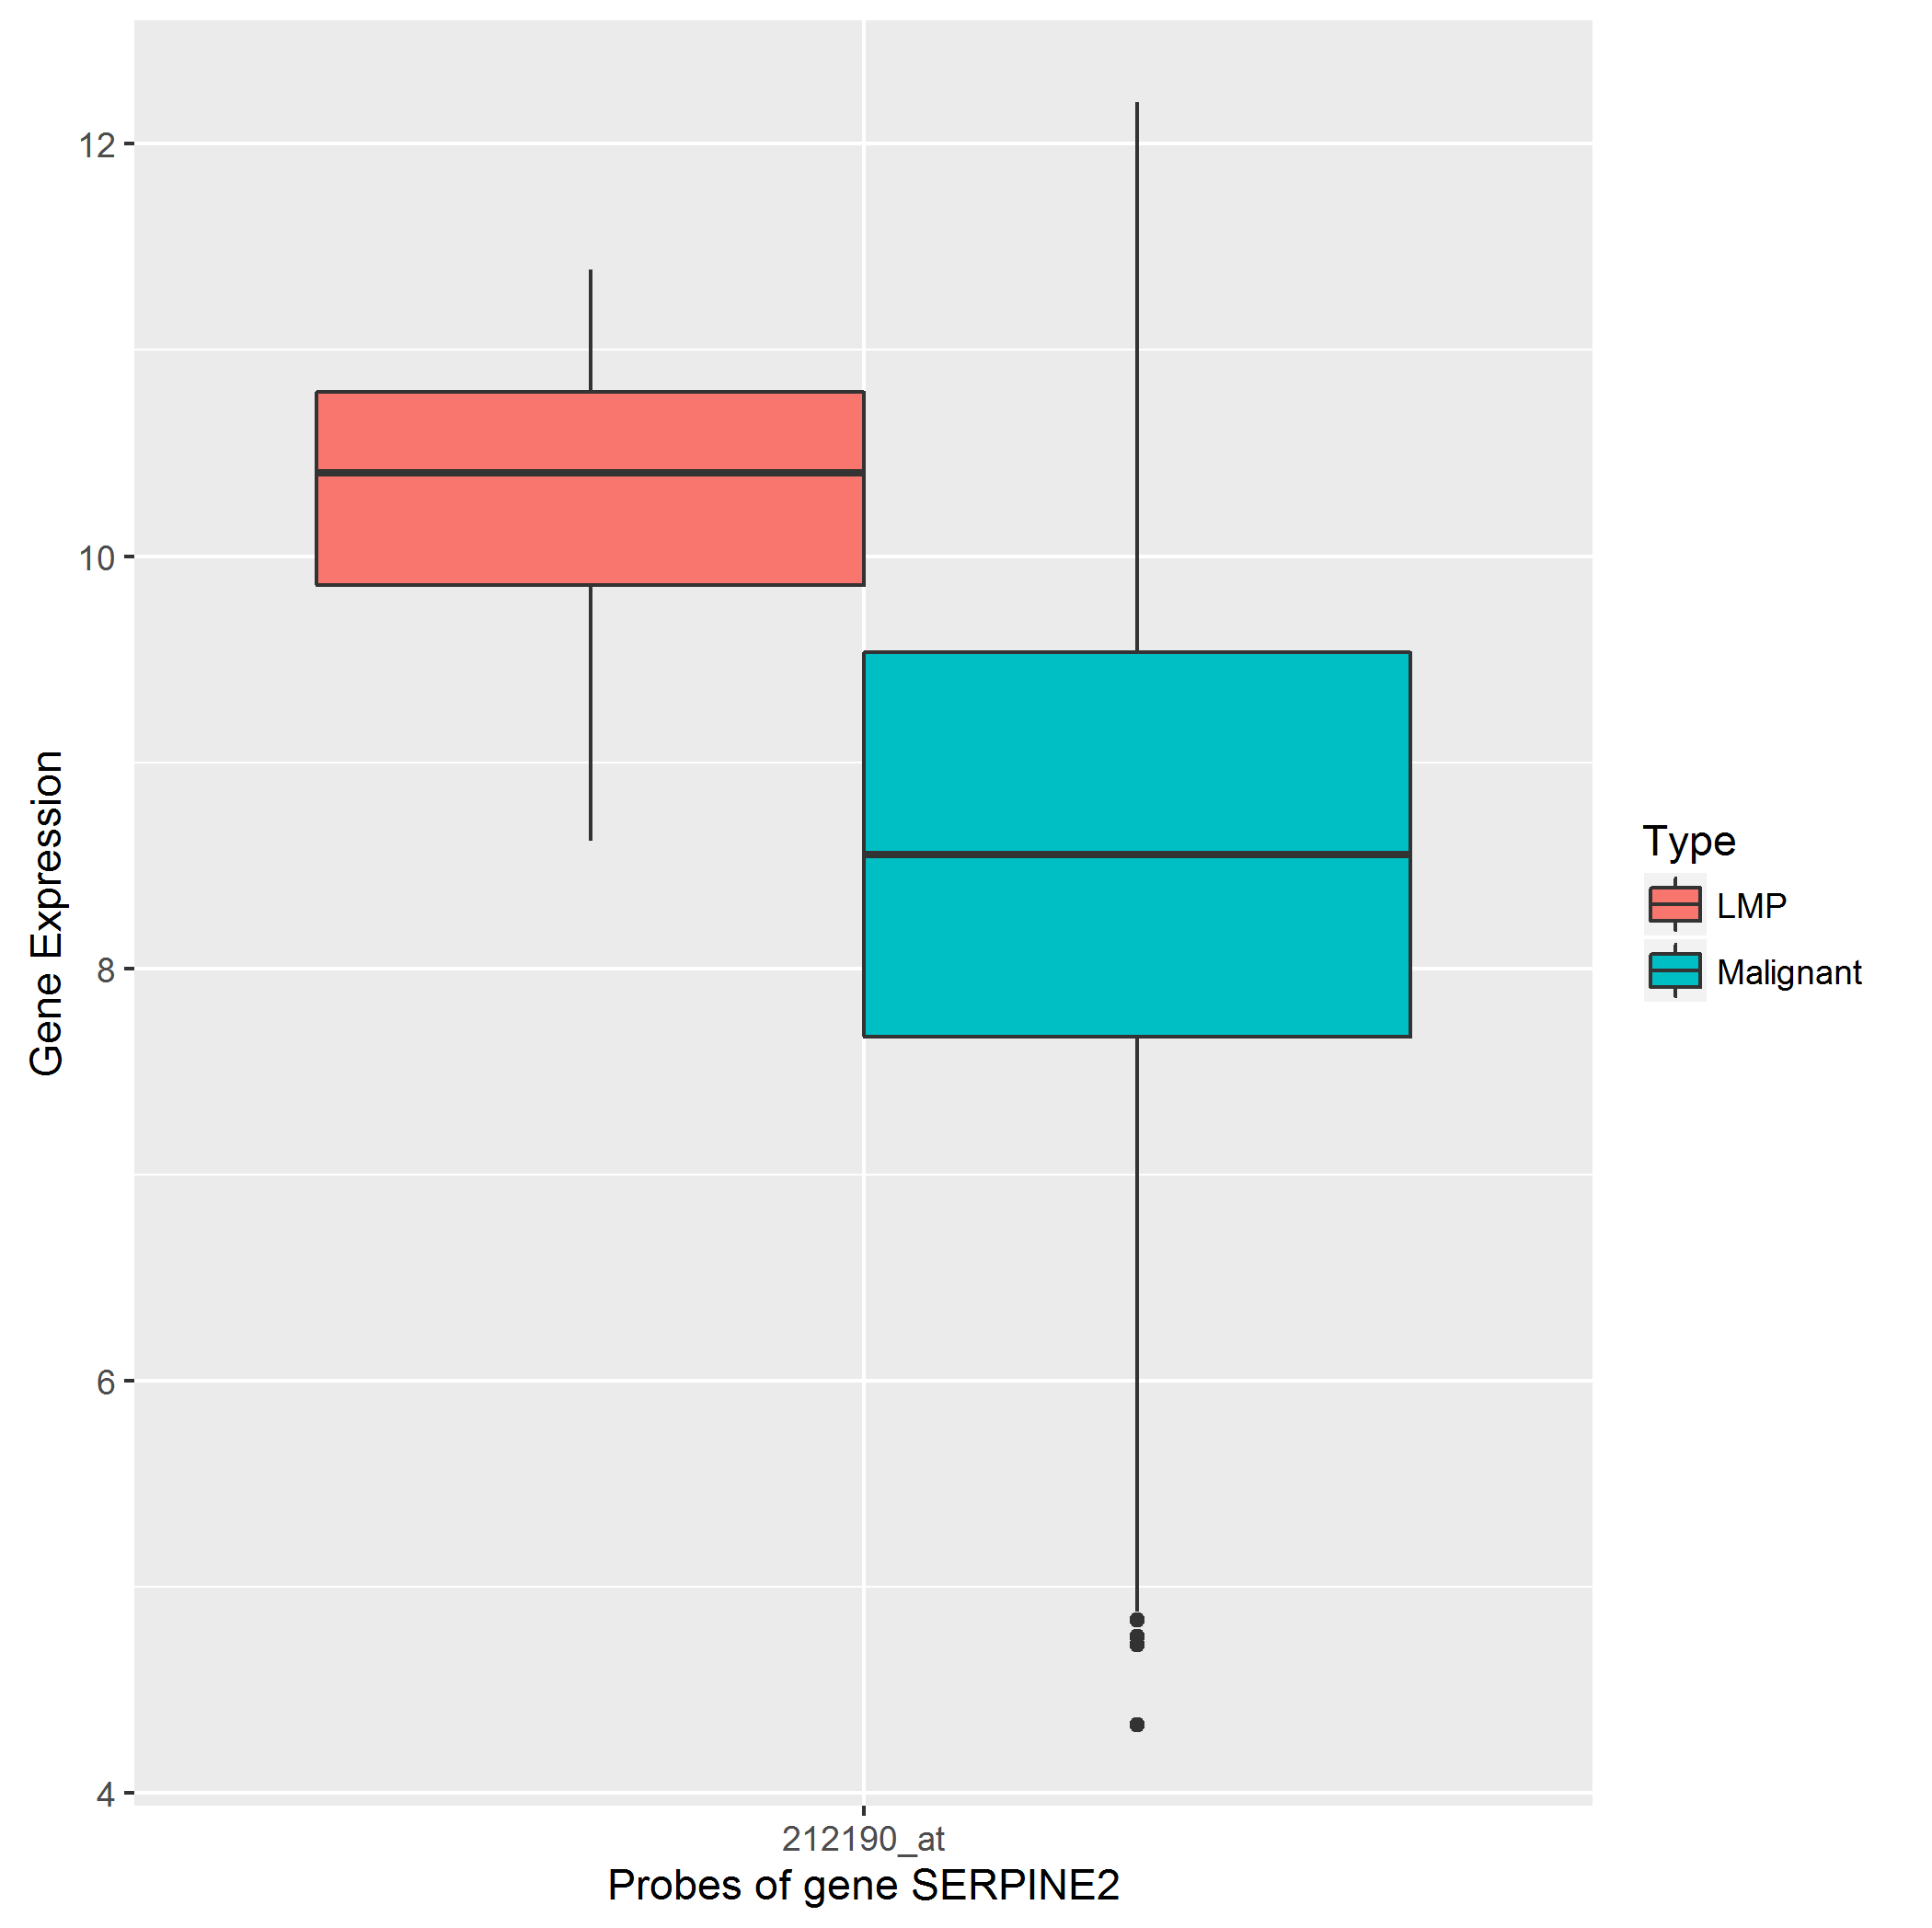 12
10
8
6
4
Gene Expression
212190_at
Probes of gene SERPINE2
Type
LMP
Malignant